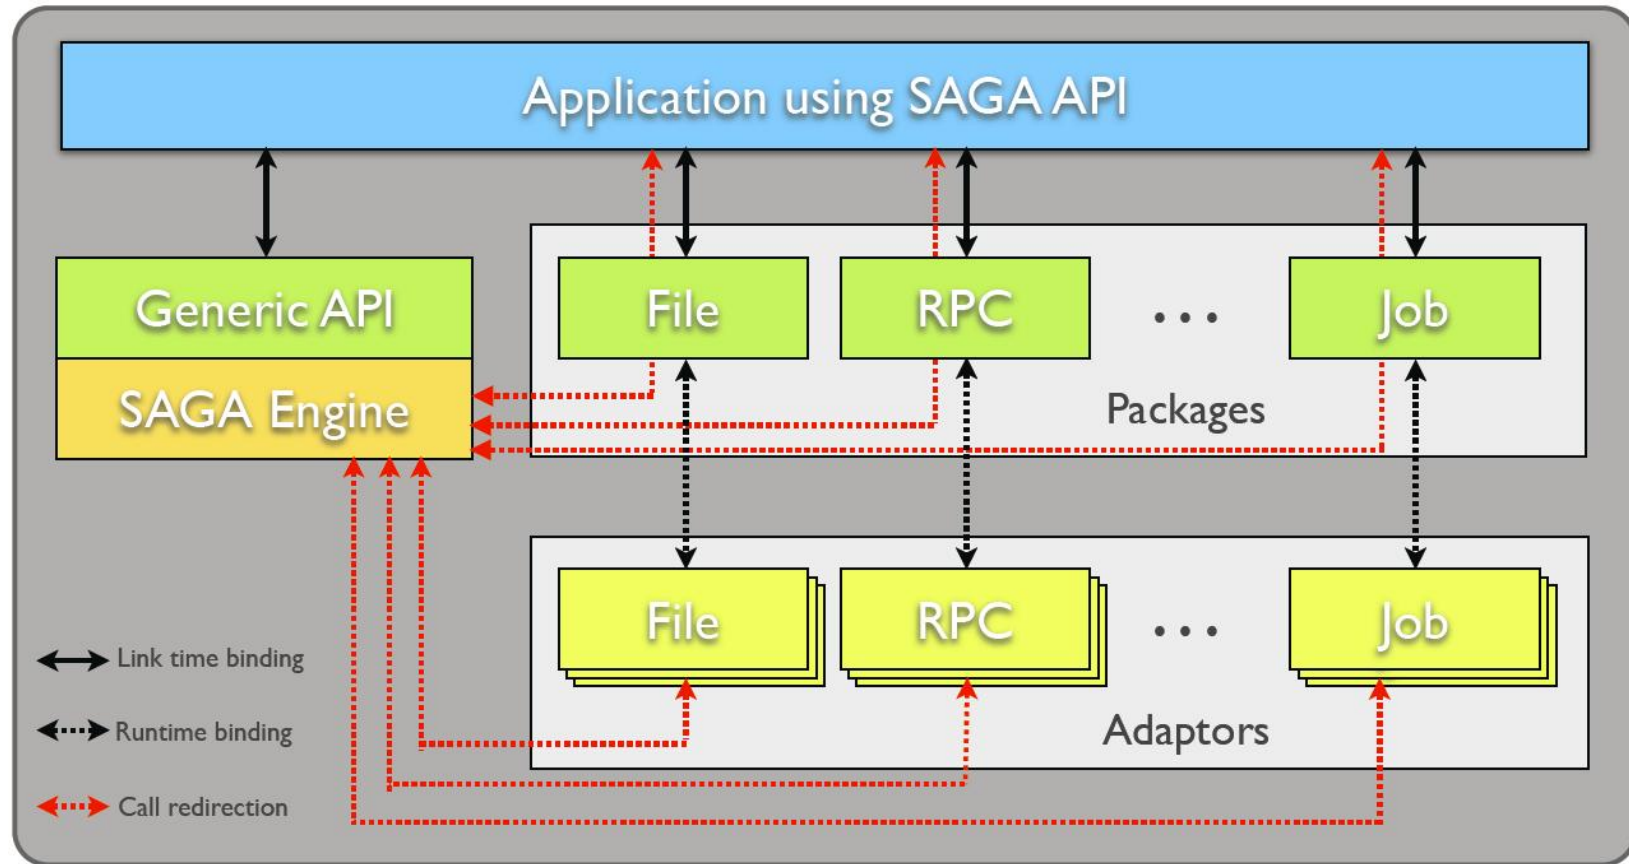 Application using SAGA API
Generic API
SAGA Engine
File
RPC
...
Job
Packages
File
RPC
...
Job
Adaptors
Link time binding
Runtime binding
Call redirection